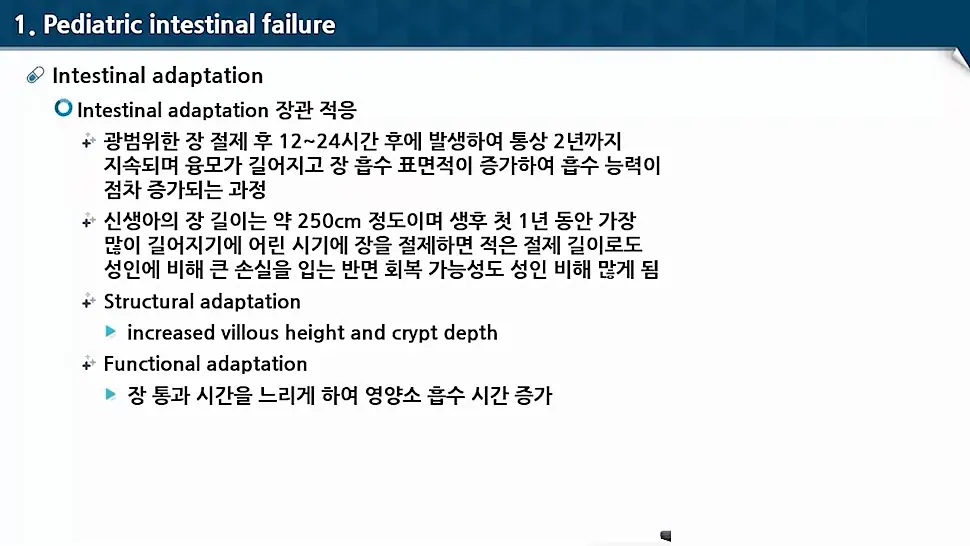 1. Pediatric intestinal failure
Intestinal adaptation
Intestinal adaptation 장관 적응
광범위한 장 절제 후 12~24시간 후에 발생하여 통상 2년까지
지속되며 융모가 길어지고 장 흡수 표면적이 증가하여 흡수 능력이
점차 증가되는 과정
신생아의 장 길이는 약 250cm 정도이며 생후 첫 1년 동안 가장
많이 길어지기에 어린 시기에 장을 절제하면 적은 절제 길이로도
성인에 비해 큰 손실을 입는 반면 회복 가능성도 성인 비해 많게 됨
Structural adaptation
increased villous height and crypt depth
Functional adaptation
장 통과 시간을 느리게 하여 영양소 흡수 시간 증가